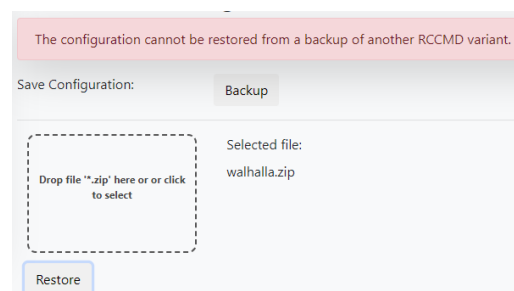 The configuration cannot be restored from a backup of another RCCMD variant.
Save Configuration:
Backup
Drop file '*.zip' here or or click
to select
Selected file:
walhalla.zip
Restore